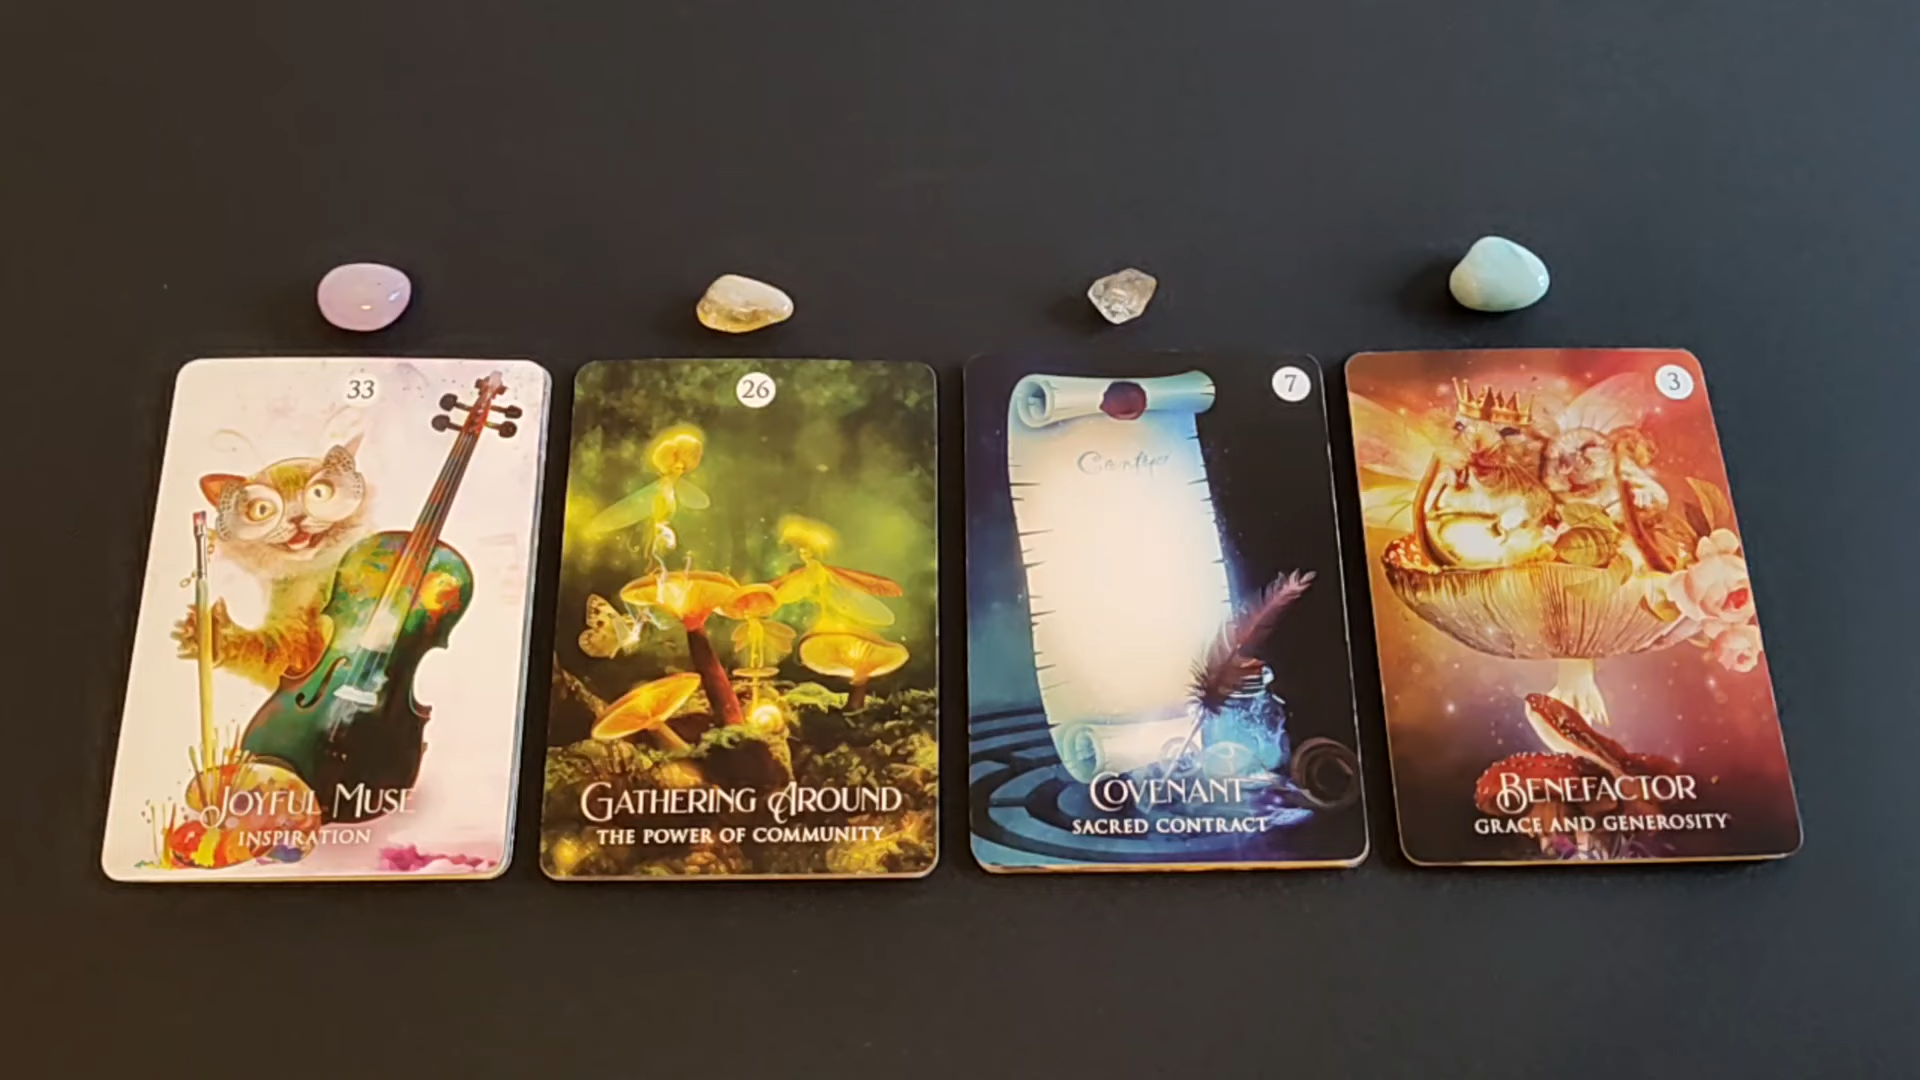 33
JOYFUL MUSE
INSPIRATION
26
GATHERING AROUND
THE POWER OF COMMUNITY
7
COVENANT
SACRED CONTRACT
3
BENEFACTOR
GRACE AND GENEROSITY